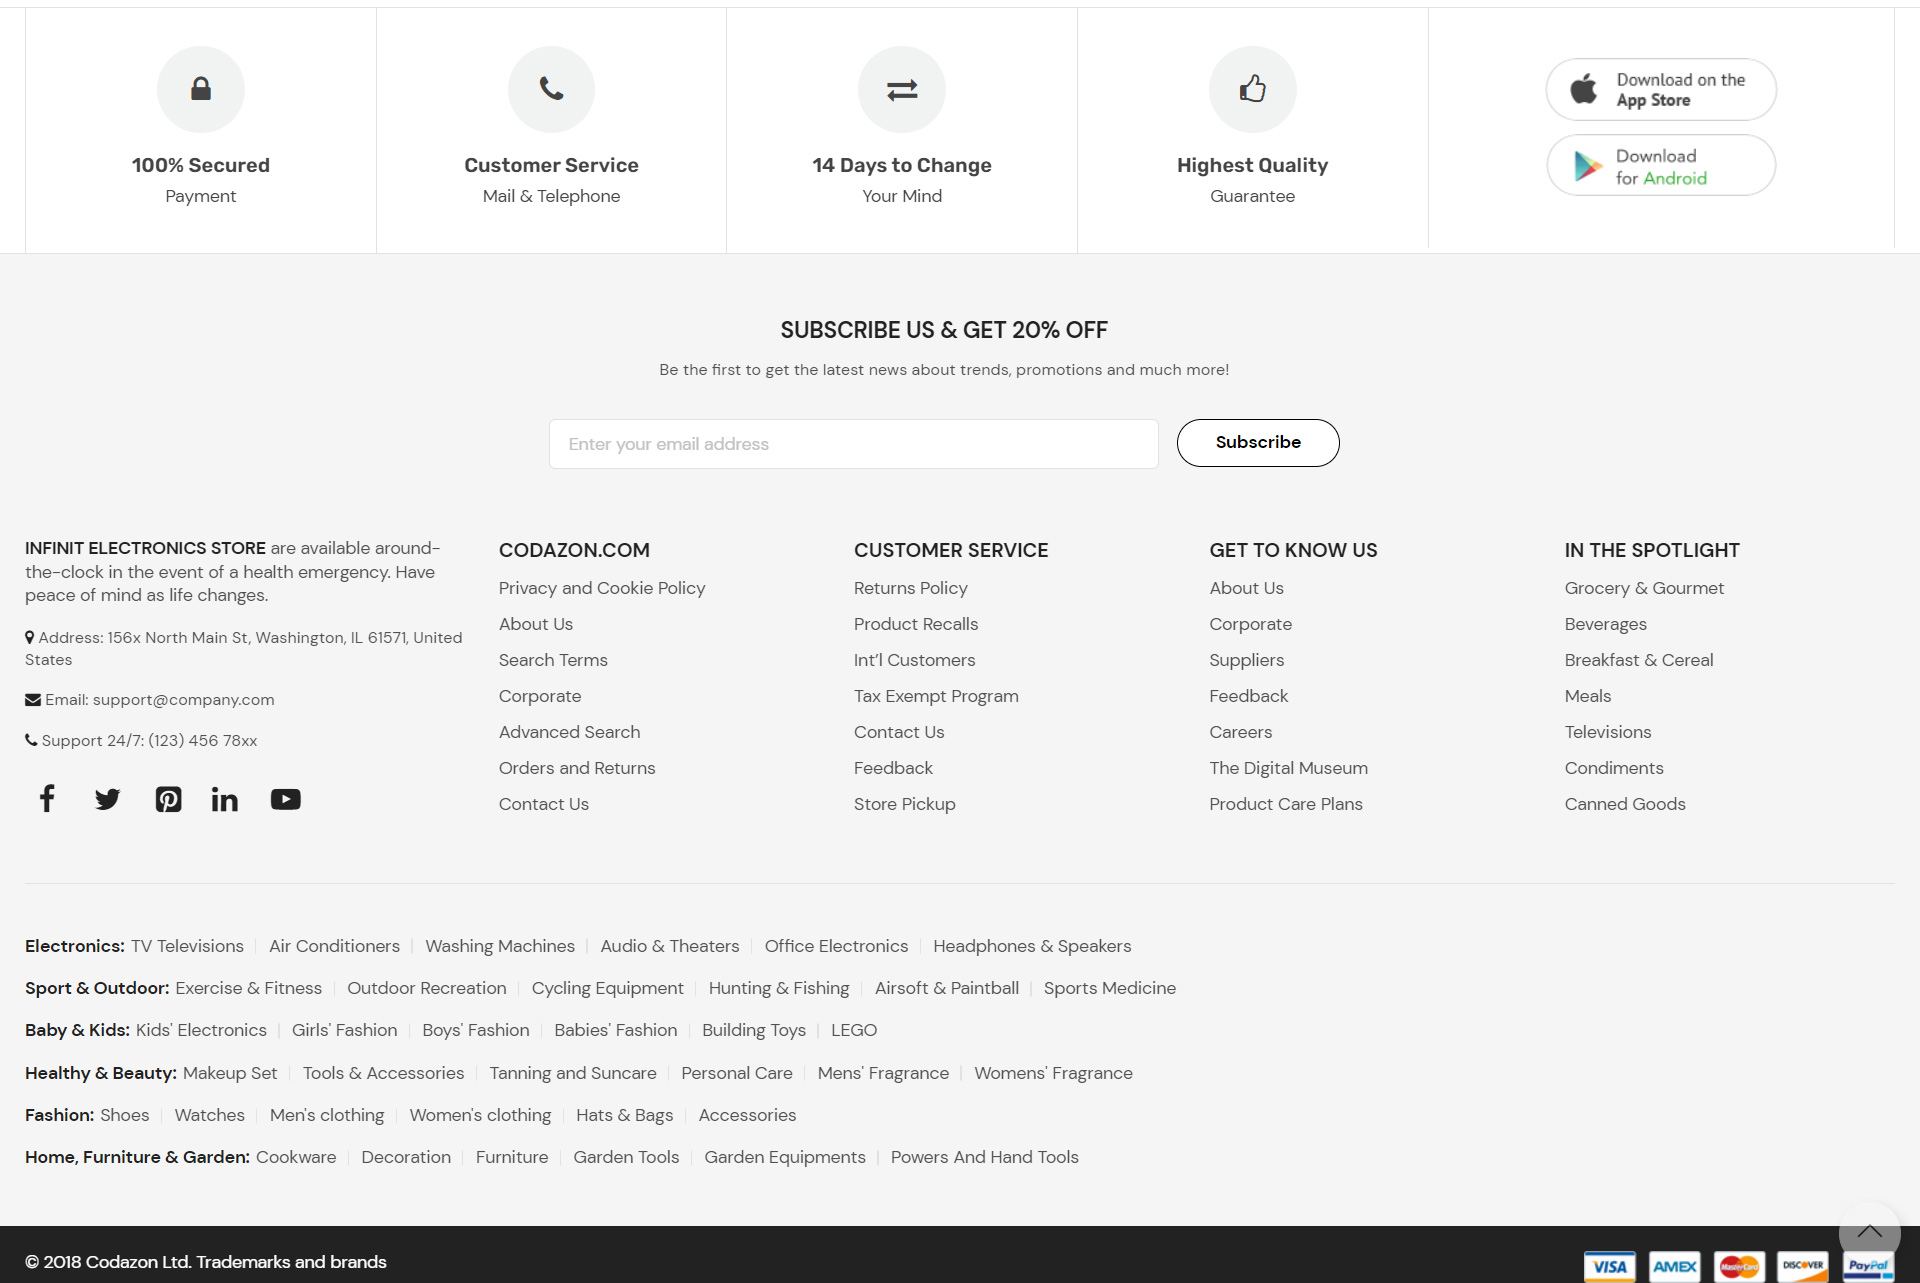 100% Secured
Payment
Customer Service
Mail & Telephone
14 Days to Change
Your Mind
Highest Quality
Guarantee
Download on the
App Store
Download
for Android
SUBSCRIBE US & GET 20% OFF
Be the first to get the latest news about trends, promotions and much more!
Enter your email address
Subscribe
INFINIT ELECTRONICS STORE are available around-
the-clock in the event of a health emergency. Have
peace of mind as life changes.
Address: 156x North Main St, Washington, IL 61571, United
States
Email: support@company.com
Support 24/7: (123) 456 78xx
CODAZON.COM
Privacy and Cookie Policy
About Us
Search Terms
Corporate
Advanced Search
Orders and Returns
Contact Us
CUSTOMER SERVICE
Returns Policy
Product Recalls
Int’l Customers
Tax Exempt Program
Contact Us
Feedback
Store Pickup
GET TO KNOW US
About Us
Corporate
Suppliers
Feedback
Careers
The Digital Museum
Product Care Plans
IN THE SPOTLIGHT
Grocery & Gourmet
Beverages
Breakfast & Cereal
Meals
Televisions
Condiments
Canned Goods
Electronics: TV Televisions Air Conditioners Washing Machines Audio & Theaters Office Electronics Headphones & Speakers
Sport & Outdoor: Exercise & Fitness Outdoor Recreation Cycling Equipment Hunting & Fishing Airsoft & Paintball Sports Medicine
Baby & Kids: Kids' Electronics Girls' Fashion Boys' Fashion Babies' Fashion Building Toys LEGO
Healthy & Beauty: Makeup Set Tools & Accessories Tanning and Suncare Personal Care Mens' Fragrance Womens' Fragrance
Fashion: Shoes Watches Men's clothing Women's clothing Hats & Bags Accessories
Home, Furniture & Garden: Cookware Decoration Furniture Garden Tools Garden Equipments Powers And Hand Tools
© 2018 Codazon Ltd. Trademarks and brands
VISA AMEX MasterCard DISCOVER PayPal